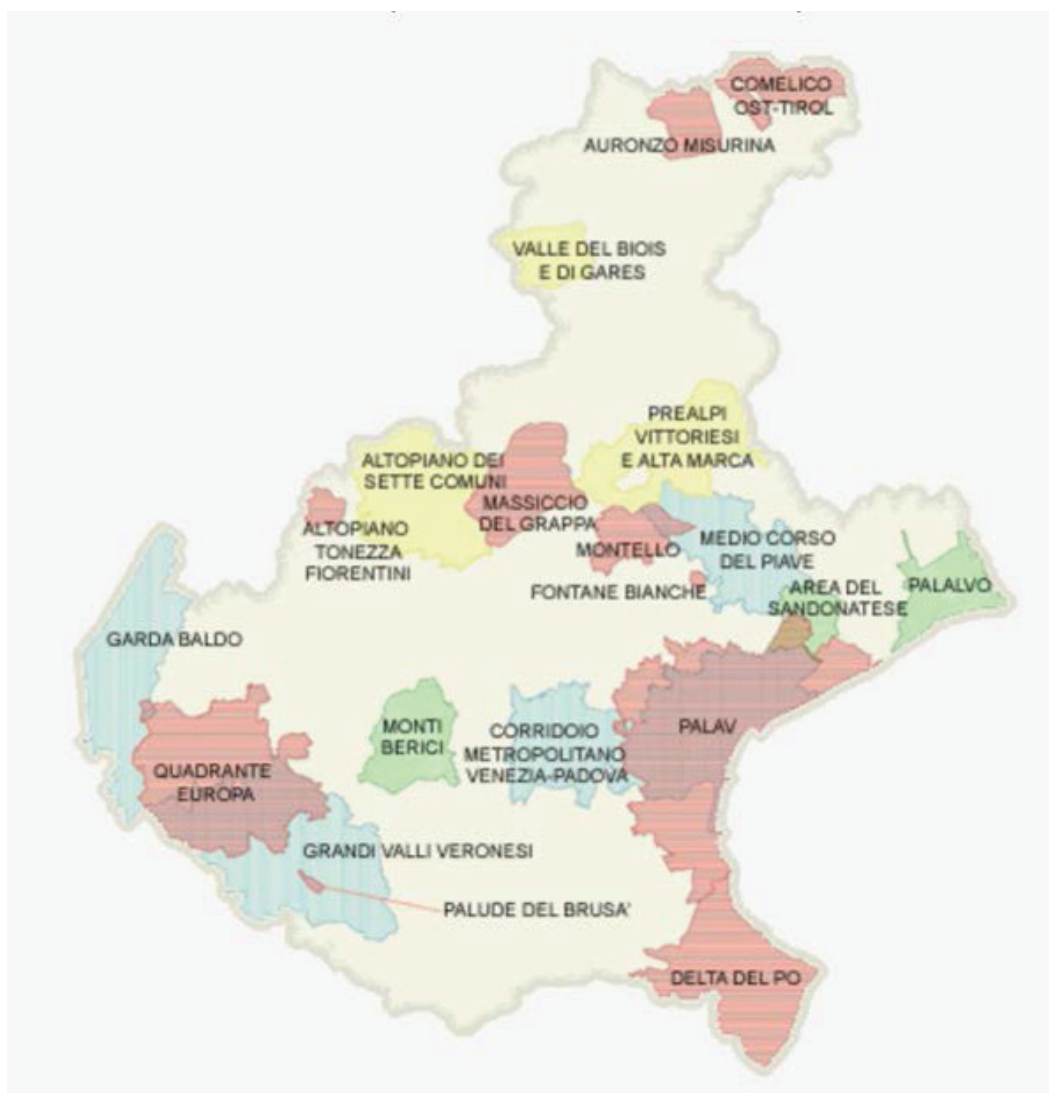 COMELICO
OST-TIROL
AURONZO MISURINA
VALLE DEL BIOIS
E DI GARES
PREALPI
VITTORIESI
E ALTA MARCA
ALTOPIANO DEI
SETTE COMUNI
MASSICCIO
DEL GRAPPA
ALTOPIANO
TONEZZA
FIORENTINI
MONTELLO
MEDIO CORSO
DEL PIAVE
FONTANE BIANCHE
AREA DEL
SANDONATESE
PALALVO
GARDA BALDO
MONTI
BERICI
CORRIDOIO
METROPOLITANO
VENEZIA-PADOVA
PALAV
QUADRANTE
EUROPA
GRANDI VALLI VERONESI
PALUDE DEL BRUSA'
DELTA DEL PO